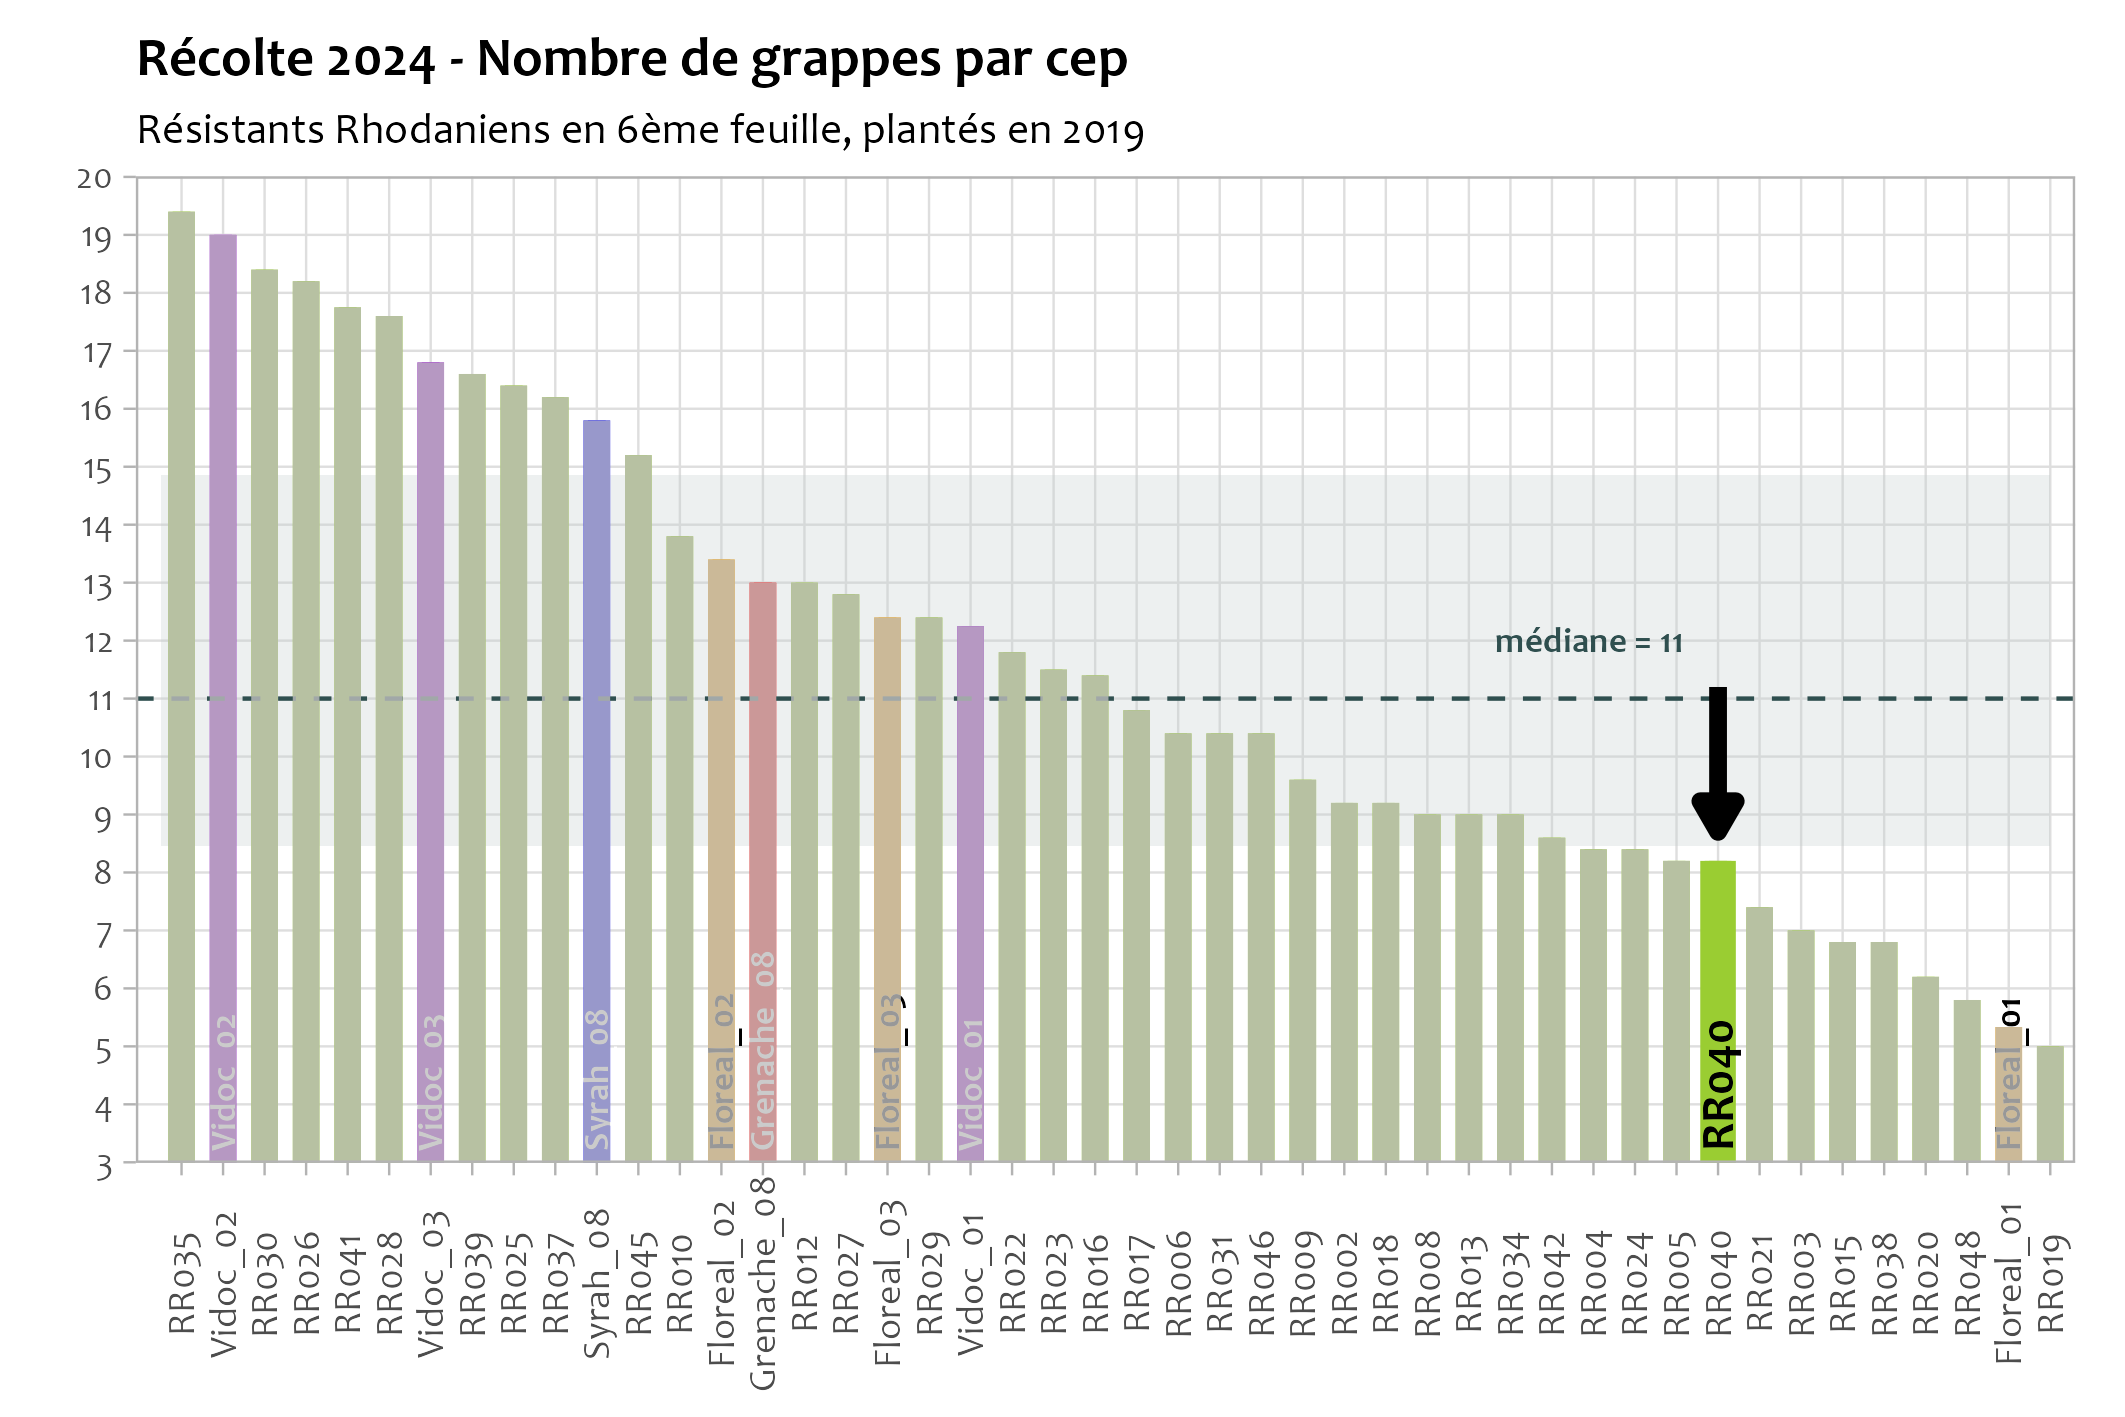 Récolte 2024 - Nombre de grappes par cep
Résistants Rhodaniens en 6ème feuille, plantés en 2019
20
19
18
17
16
15
14
13
12
11
10
9
8
7
6
5
4
3
médiane = 11
Vidoc_02
Vidoc_03
Syrah_08
Floreal_02
Grenache_08
Floreal_03
Vidoc_01
RR040
Floreal_01
RR035
Vidoc_02
RR030
RR026
RR041
RR028
Vidoc_03
RR039
RR025
RR037
Syrah_08
RR045
RR010
Floreal_02
Grenache_08
RR012
RR027
Floreal_03
RR029
Vidoc_01
RR022
RR023
RR016
RR017
RR006
RR031
RR046
RR009
RR002
RR018
RR008
RR013
RR034
RR042
RR004
RR024
RR005
RR040
RR021
RR003
RR015
RR038
RR020
RR048
Floreal_01
RR019